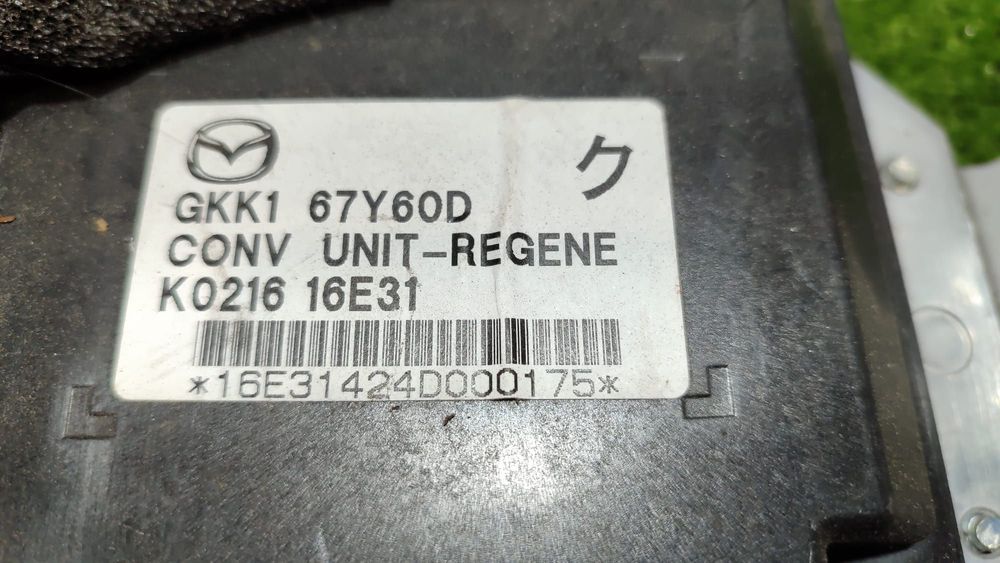 ク
GKK1 67Y60D
CONV UNIT-REGENE
K0216 16E31
*16E31424D000175*